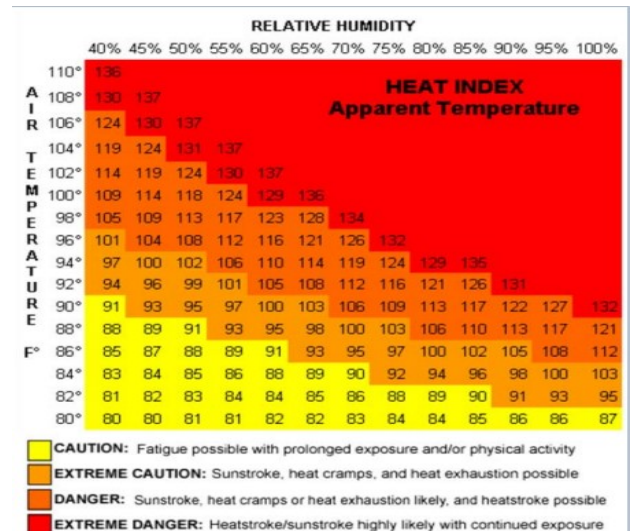 RELATIVE HUMIDITY
40% 45% 50% 55% 60% 65% 70% 75% 80% 85% 90% 95% 100%
HEAT INDEX
Apparent Temperature
AIR TEMPERATURE F°
110° 136
108° 130 137
106° 124 130 137
104° 119 124 131 137
102° 114 119 124 130 137
100° 109 114 118 124 129 136
98° 105 109 113 117 123 128 134
96° 101 104 108 112 116 121 126 132
94° 97 100 102 106 110 114 119 124 129 135
92° 94 96 99 101 105 108 112 116 121 126 131
90° 91 93 95 97 100 103 106 109 113 117 122 127 132
88° 88 89 91 93 95 98 100 103 106 110 113 117 121
86° 85 87 88 89 91 93 95 97 100 102 105 108 112
84° 83 84 85 86 88 89 90 92 94 96 98 100 103
82° 81 82 83 84 84 85 86 88 89 90 91 93 95
80° 80 80 81 81 82 82 83 84 84 85 86 86 87
CAUTION: Fatigue possible with prolonged exposure and/or physical activity
EXTREME CAUTION: Sunstroke, heat cramps, and heat exhaustion possible
DANGER: Sunstroke, heat cramps or heat exhaustion likely, and heatstroke possible
EXTREME DANGER: Heatstroke/sunstroke highly likely with continued exposure